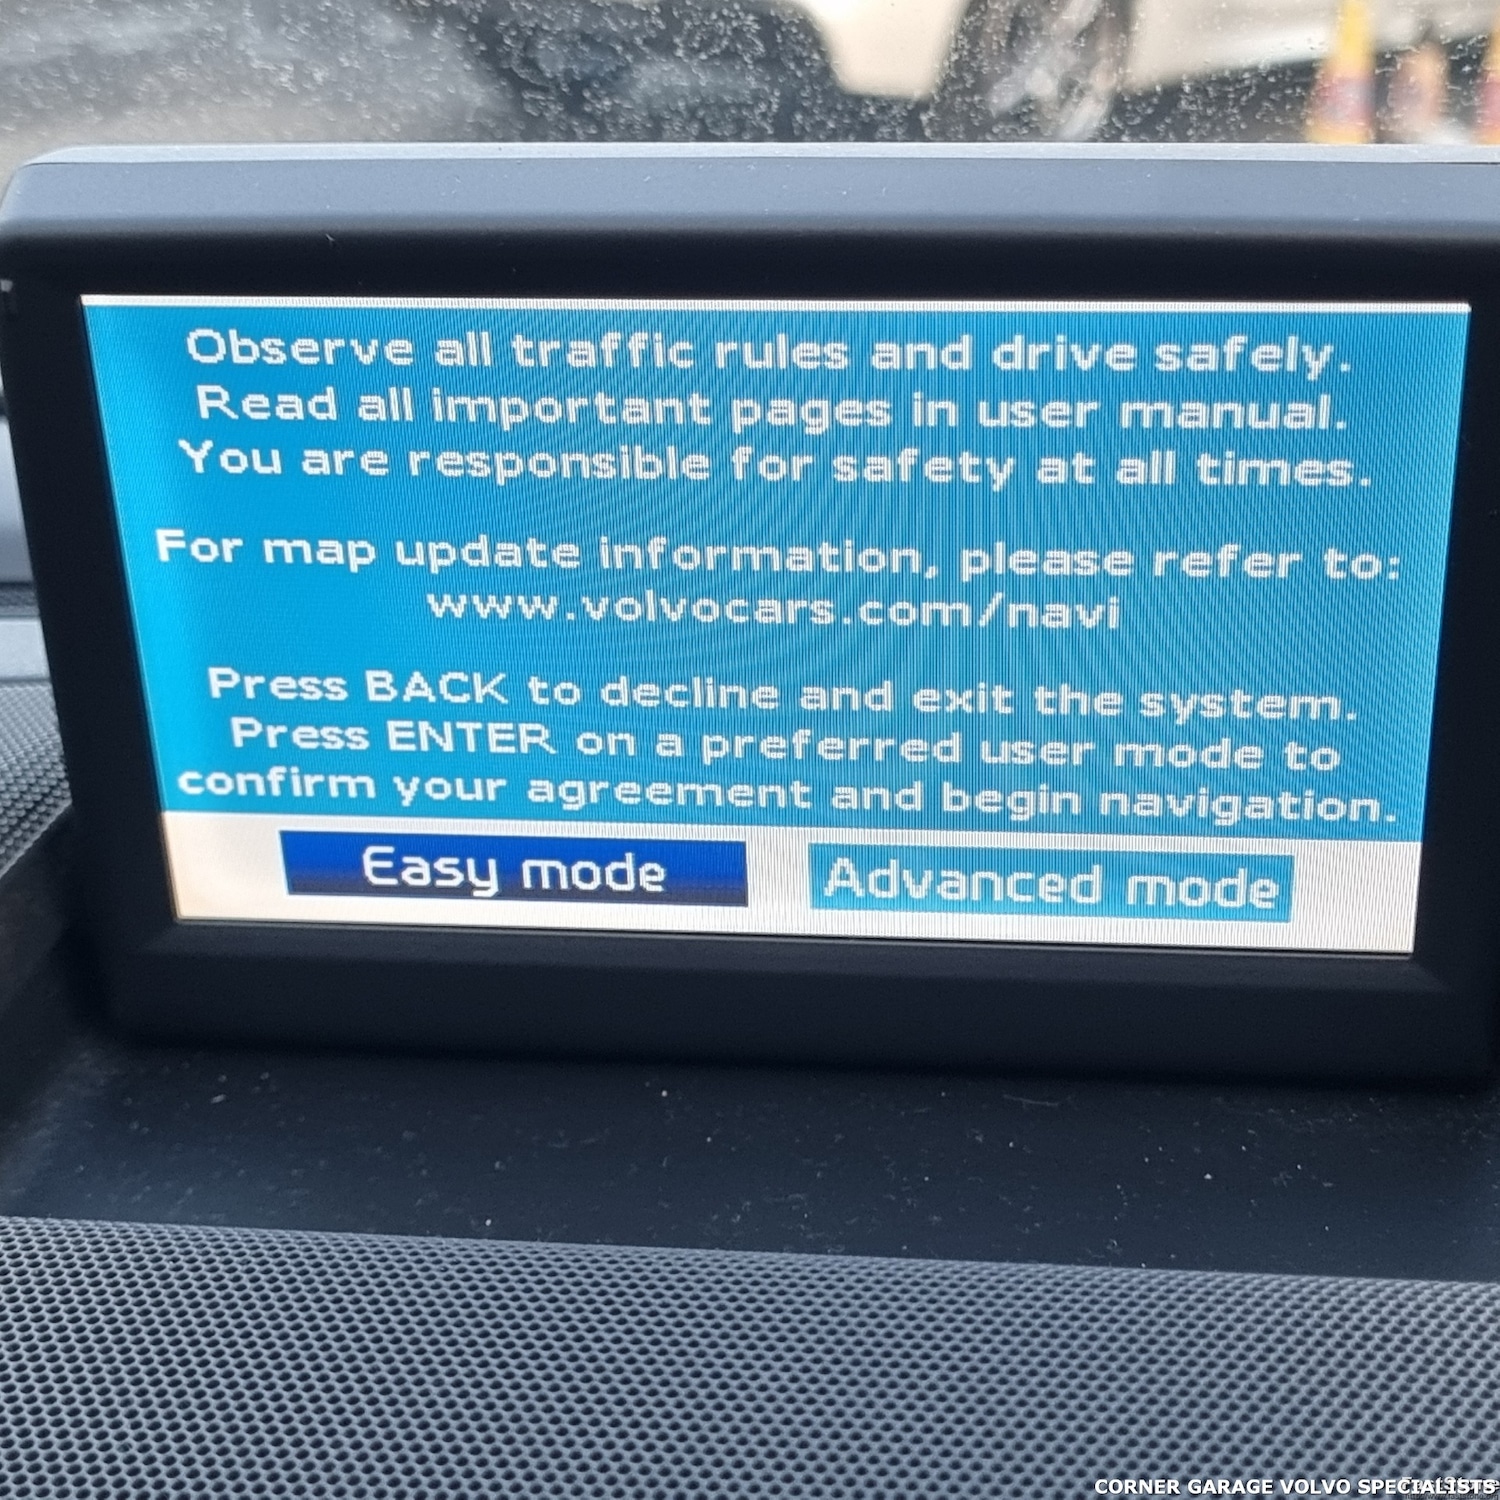 Observe all traffic rules and drive safely.
Read all important pages in user manual.
You are responsible for safety at all times.
For map update information, please refer to:
www.volvocars.com/navi
Press BACK to decline and exit the system.
Press ENTER on a preferred user mode to
confirm your agreement and begin navigation.
Easy mode
Advanced mode
CORNER GARAGE VOLVO SPECIALISTS